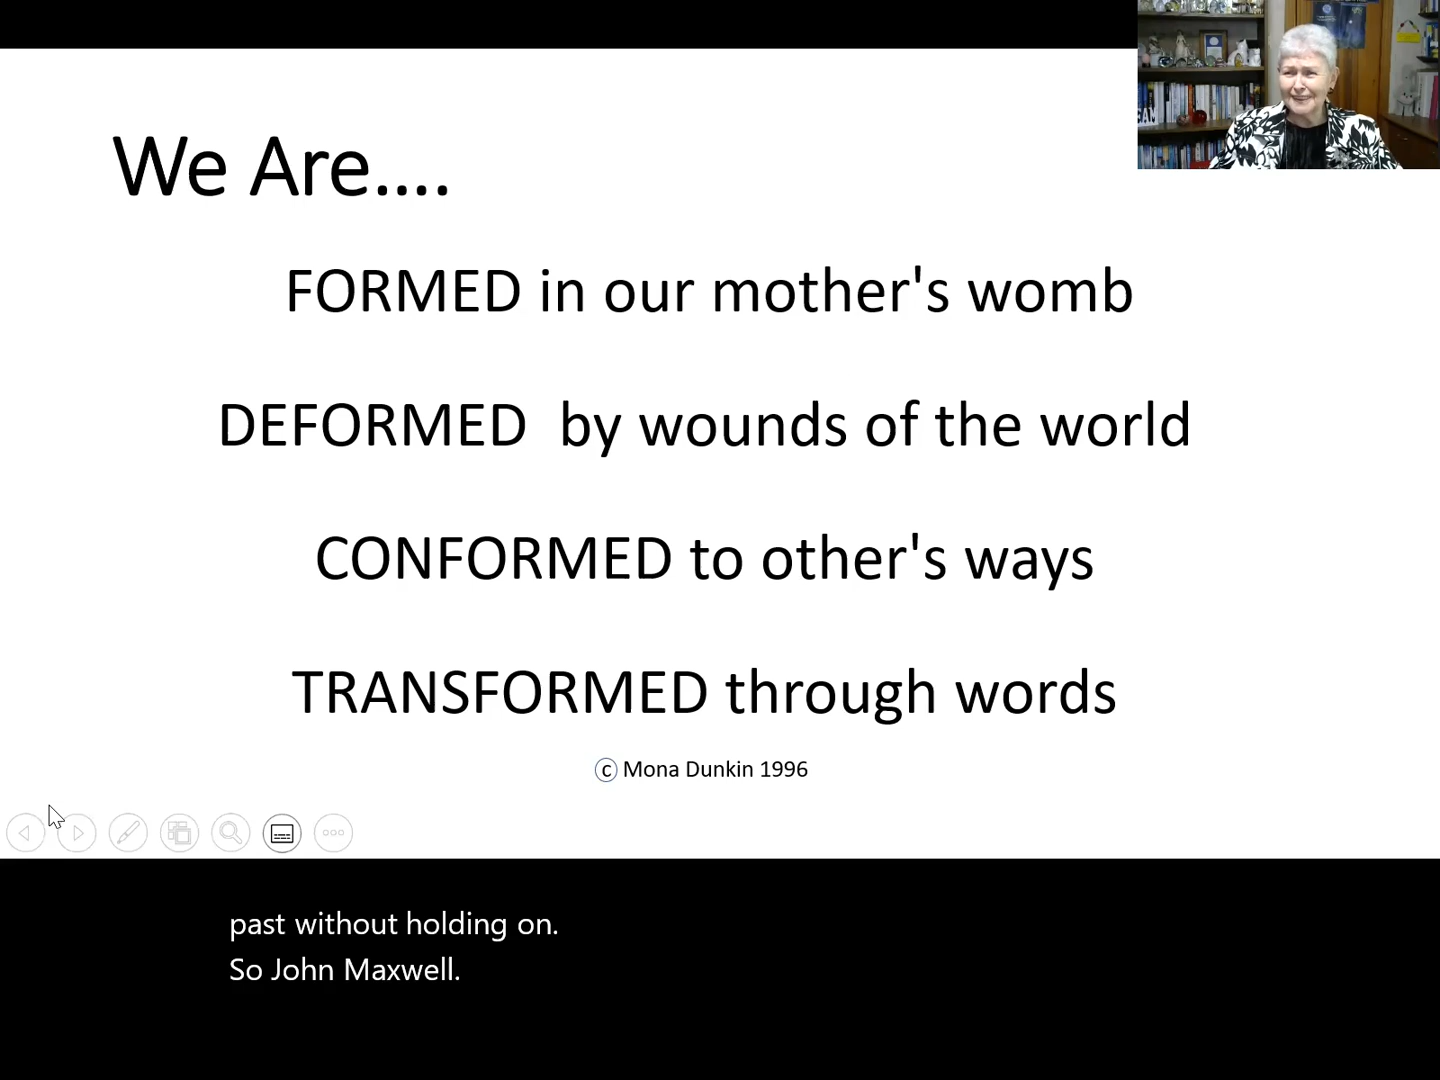 We Are....
FORMED in our mother's womb
DEFORMED  by wounds of the world
CONFORMED to other's ways
TRANSFORMED through words
© Mona Dunkin 1996
past without holding on.
So John Maxwell.